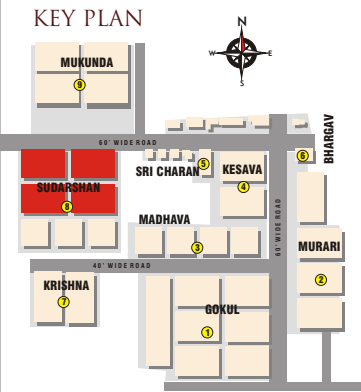 KEY PLAN
N
W
E
S
MUKUNDA
9
60' WIDE ROAD
BHARGAV
6
SRI CHARAN
5
KESAVA
4
SUDARSHAN
8
MADHAVA
3
60' WIDE ROAD
MURARI
2
40' WIDE ROAD
KRISHNA
7
GOKUL
1